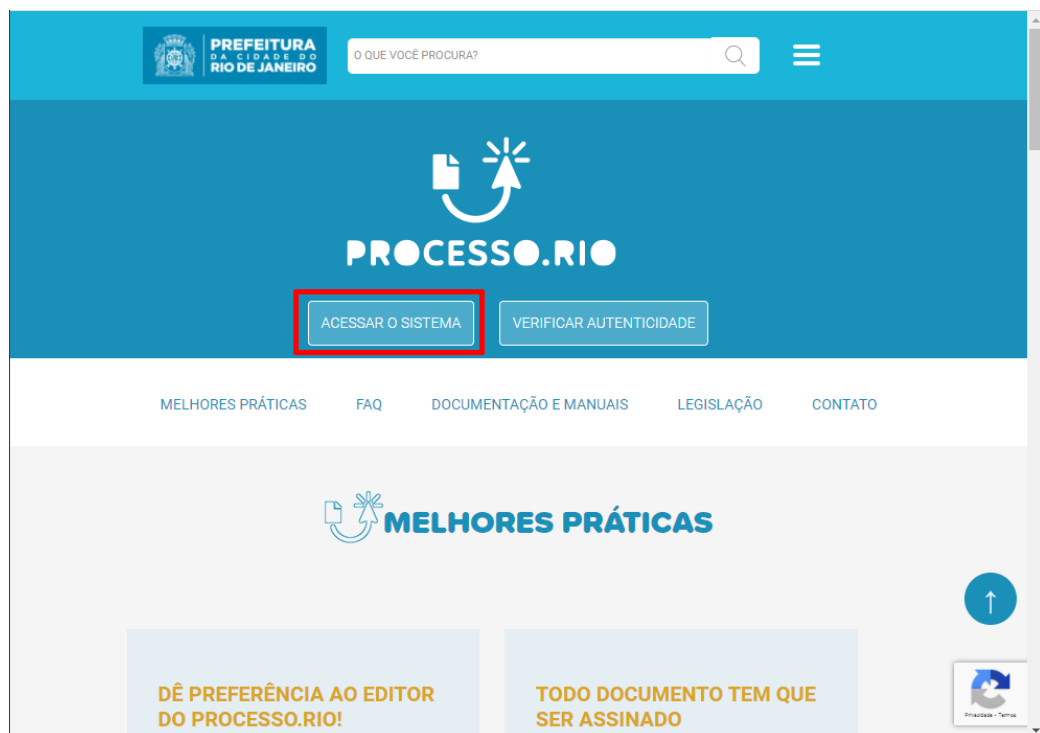 PREFEITURA
DA CIDADE DO
RIO DE JANEIRO
O QUE VOCÊ PROCURA?
PROCESSO.RIO
ACESSAR O SISTEMA
VERIFICAR AUTENTICIDADE
MELHORES PRÁTICAS FAQ DOCUMENTAÇÃO E MANUAIS LEGISLAÇÃO CONTATO
MELHORES PRÁTICAS
DÊ PREFERÊNCIA AO EDITOR
DO PROCESSO.RIO!
TODO DOCUMENTO TEM QUE
SER ASSINADO
Privacidade - Termos